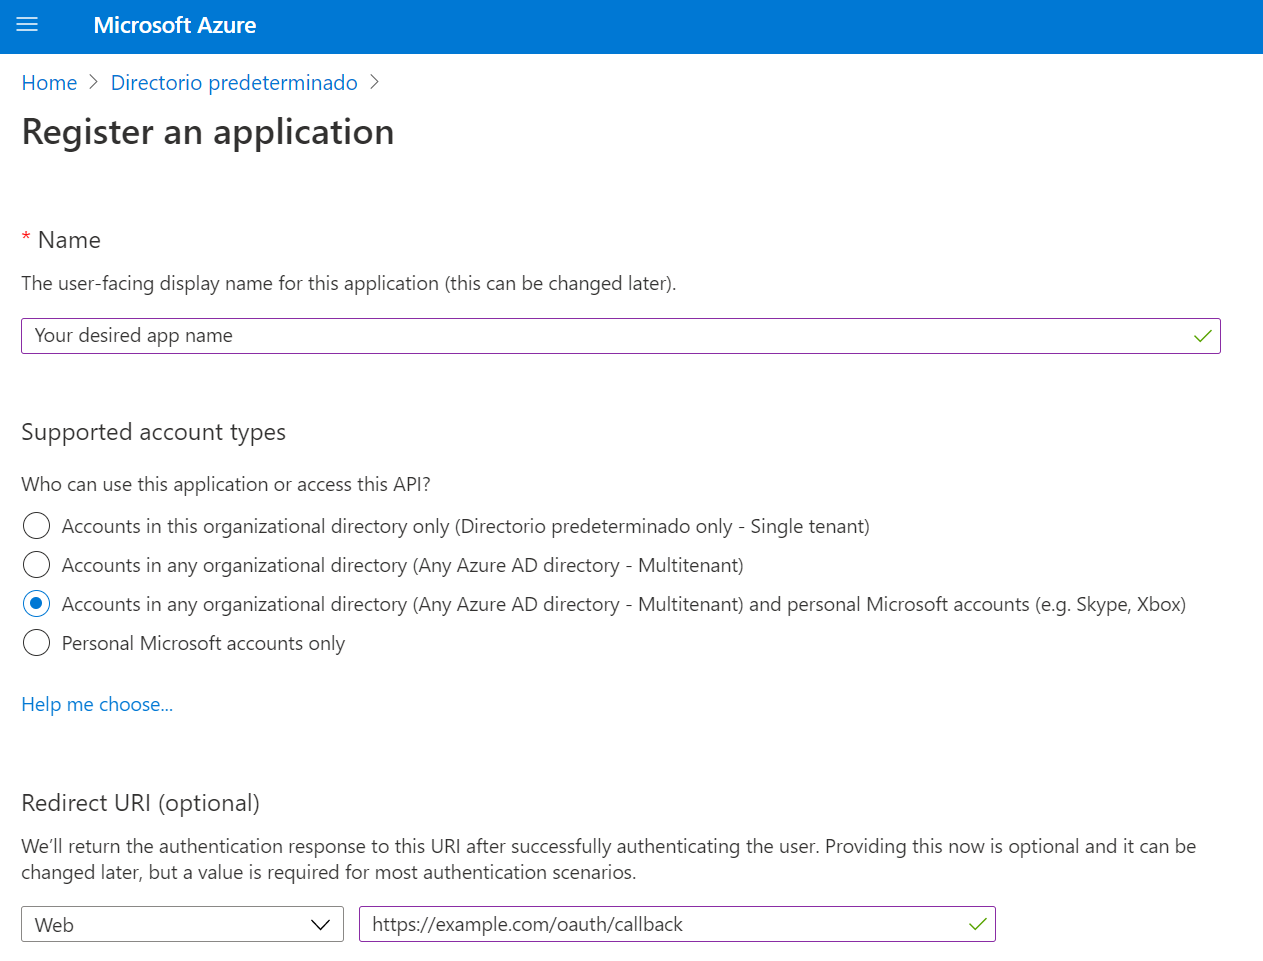 Microsoft Azure
Home > Directorio predeterminado >
Register an application
* Name
The user-facing display name for this application (this can be changed later).
Your desired app name
Supported account types
Who can use this application or access this API?
Accounts in this organizational directory only (Directorio predeterminado only - Single tenant)
Accounts in any organizational directory (Any Azure AD directory - Multitenant)
Accounts in any organizational directory (Any Azure AD directory - Multitenant) and personal Microsoft accounts (e.g. Skype, Xbox)
Personal Microsoft accounts only
Help me choose...
Redirect URI (optional)
We’ll return the authentication response to this URI after successfully authenticating the user. Providing this now is optional and it can be
changed later, but a value is required for most authentication scenarios.
Web https://example.com/oauth/callback